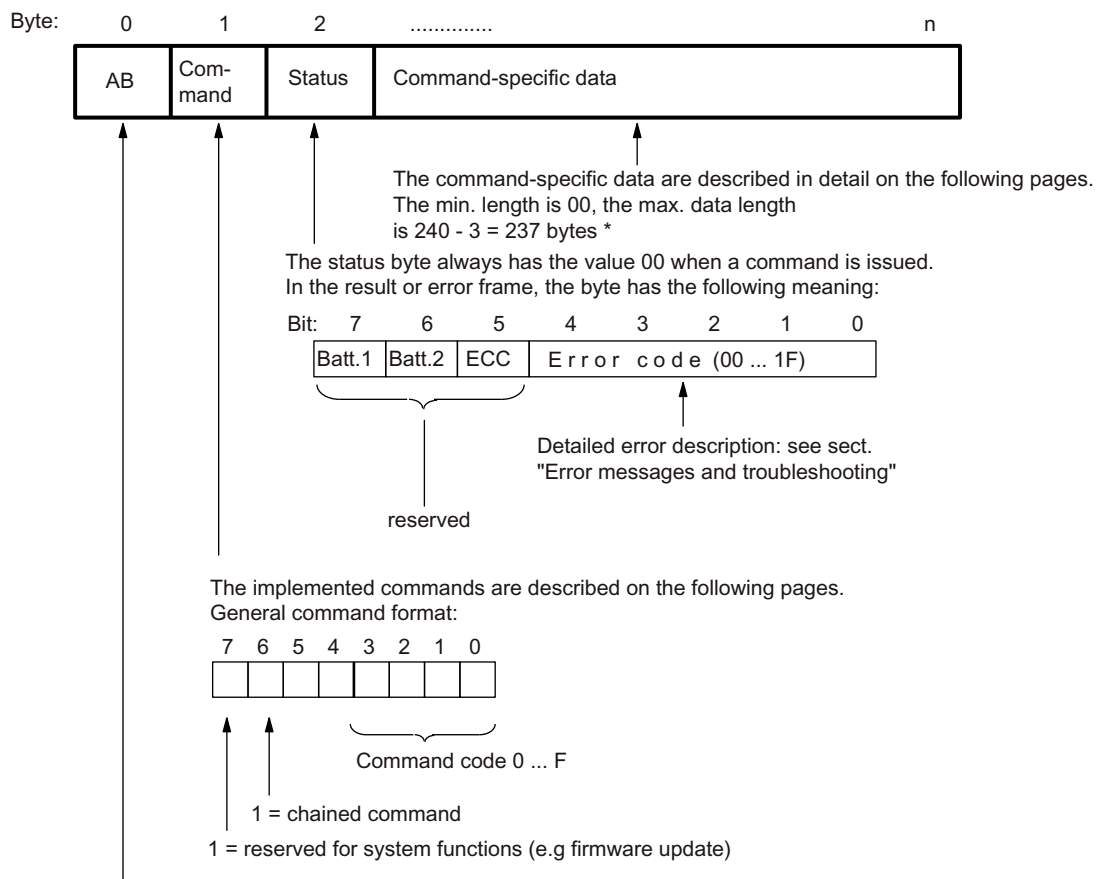 Byte: 0 1 2 .............. n
AB Com- Status Command-specific data
mand
The command-specific data are described in detail on the following pages.
The min. length is 00, the max. data length
is 240 - 3 = 237 bytes *
The status byte always has the value 00 when a command is issued.
In the result or error frame, the byte has the following meaning:
Bit: 7 6 5 4 3 2 1 0
Batt.1 Batt.2 ECC Error code (00 ... 1F)
Detailed error description: see sect.
"Error messages and troubleshooting"
reserved
The implemented commands are described on the following pages.
General command format:
7 6 5 4 3 2 1 0
Command code 0 ... F
1 = chained command
1 = reserved for system functions (e.g firmware update)